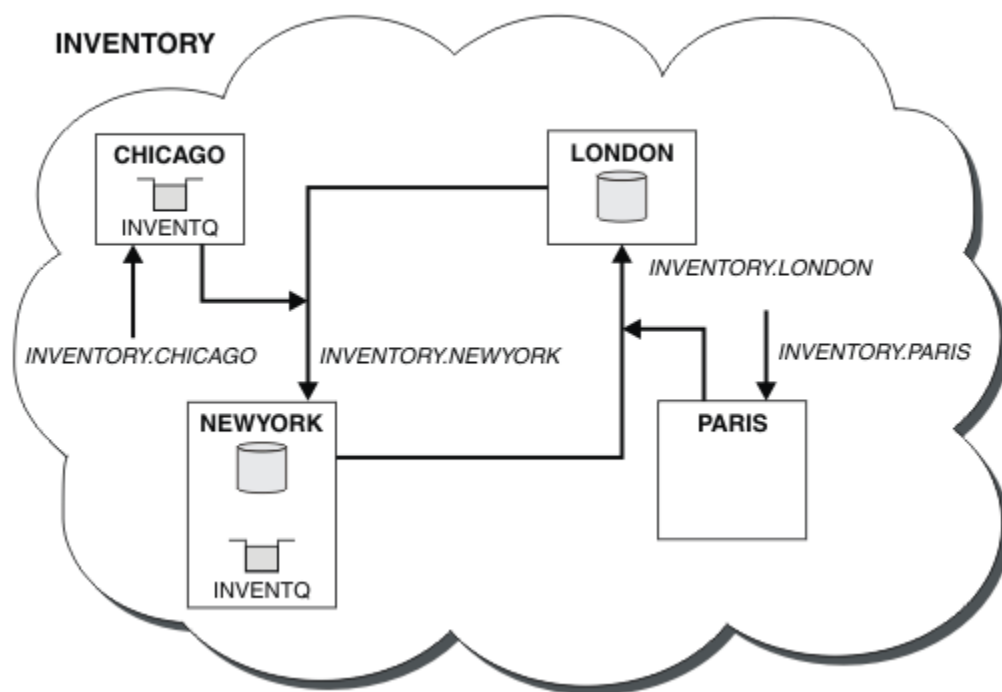 INVENTORY
CHICAGO
INVENTQ
LONDON
INVENTORY.LONDON
INVENTORY.CHICAGO
INVENTORY.NEWYORK
INVENTORY.PARIS
NEWYORK
INVENTQ
PARIS